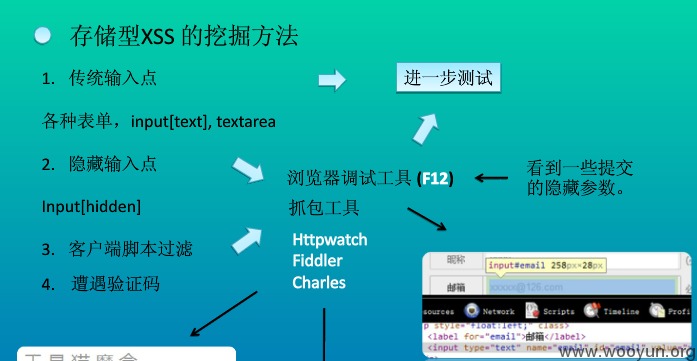 存储型XSS 的挖掘方法
1. 传统输入点
进一步测试
各种表单，input[text], textarea
2. 隐藏输入点
浏览器调试工具 (F12)
看到一些提交
的隐藏参数。
Input[hidden]
抓包工具
3. 客户端脚本过滤
Httpwatch
4. 遭遇验证码
Fiddler
Charles
昵称
input#email 258px×28px
邮箱
xxxxxx@126.com
sources Network Scripts Timeline Profi
p style="float:left;" class>
<label for="email">邮箱</label>
<input type="text" name="email" id="email" value=
www.wooyun.org